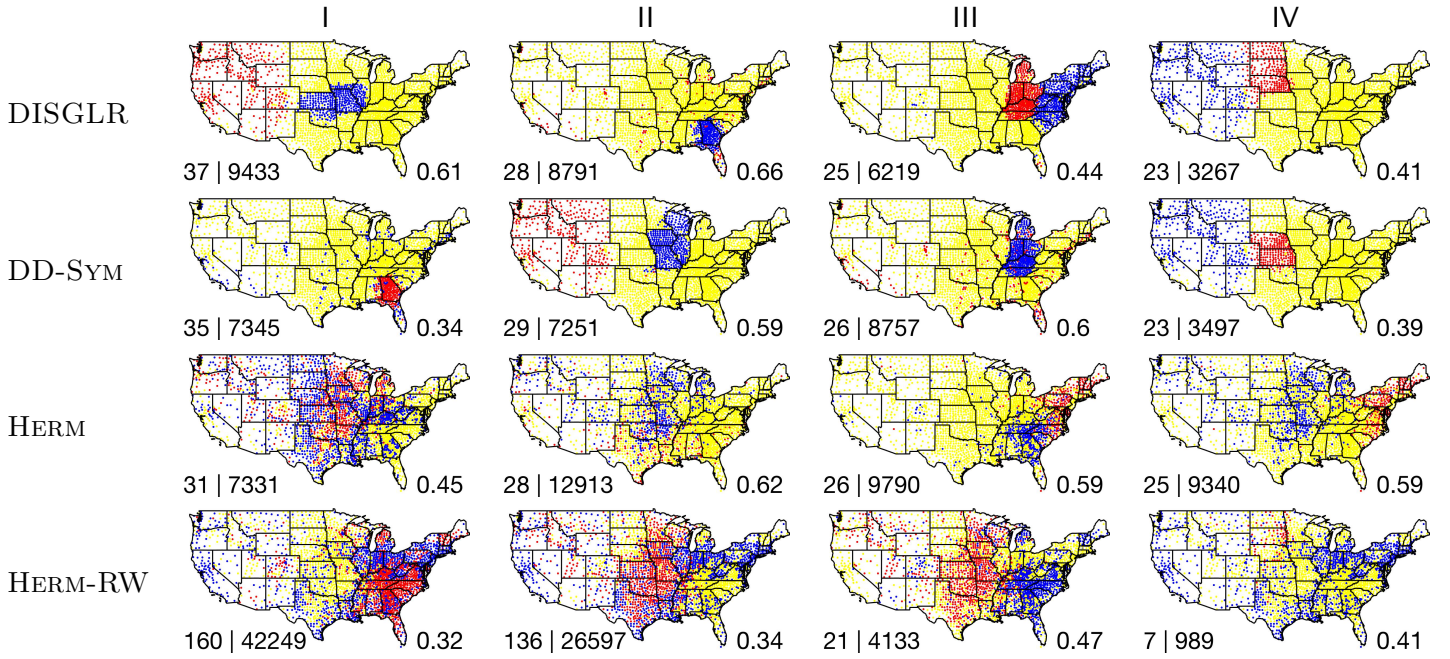 I II III IV
DISGLR
37 | 9433 0.61 28 | 8791 0.66 25 | 6219 0.44 23 | 3267 0.41
DD-SYM
35 | 7345 0.34 29 | 7251 0.59 26 | 8757 0.6 23 | 3497 0.39
HERM
31 | 7331 0.45 28 | 12913 0.62 26 | 9790 0.59 25 | 9340 0.59
HERM-RW
160 | 42249 0.32 136 | 26597 0.34 21 | 4133 0.47 7 | 989 0.41